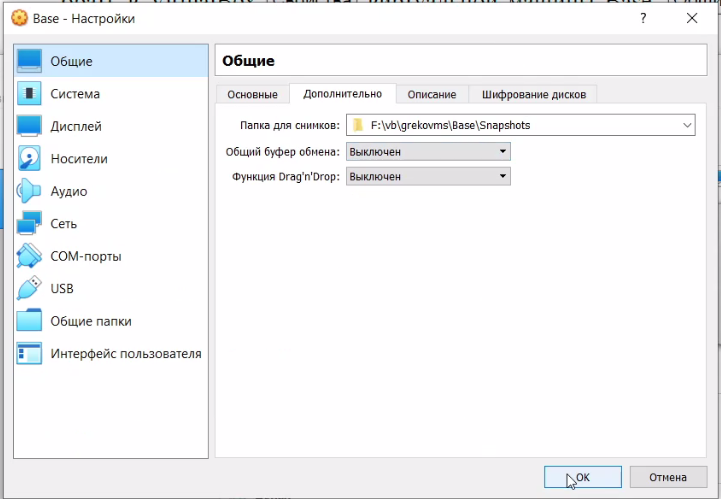 Base - Настройки
?
Общие
Система
Дисплей
Носители
Аудио
Сеть
COM-порты
USB
Общие папки
Интерфейс пользователя
Общие
Основные
Дополнительно
Описание
Шифрование дисков
Папка для снимков: F:\vb\grekovms\Base\Snapshots
Общий буфер обмена: Выключен
Функция Drag'n'Drop: Выключен
OK
Отмена